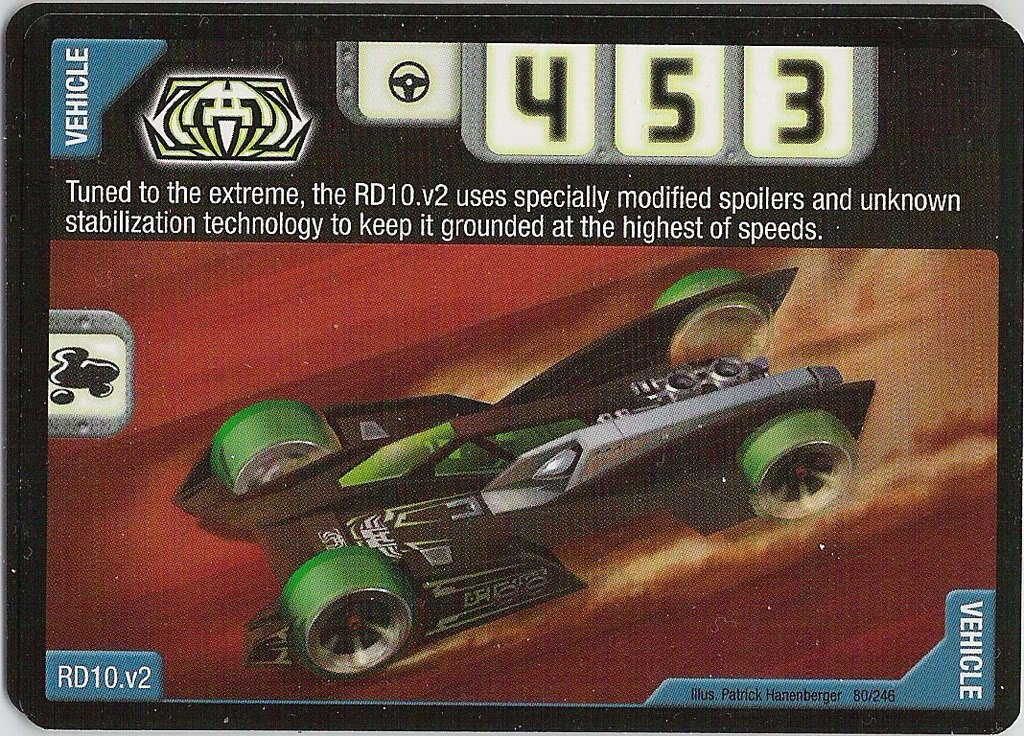 VEHICLE
4 5 3
Tuned to the extreme, the RD10.v2 uses specially modified spoilers and unknown
stabilization technology to keep it grounded at the highest of speeds.
RD10.v2
Illus. Patrick Hanenberger 80/246
VEHICLE